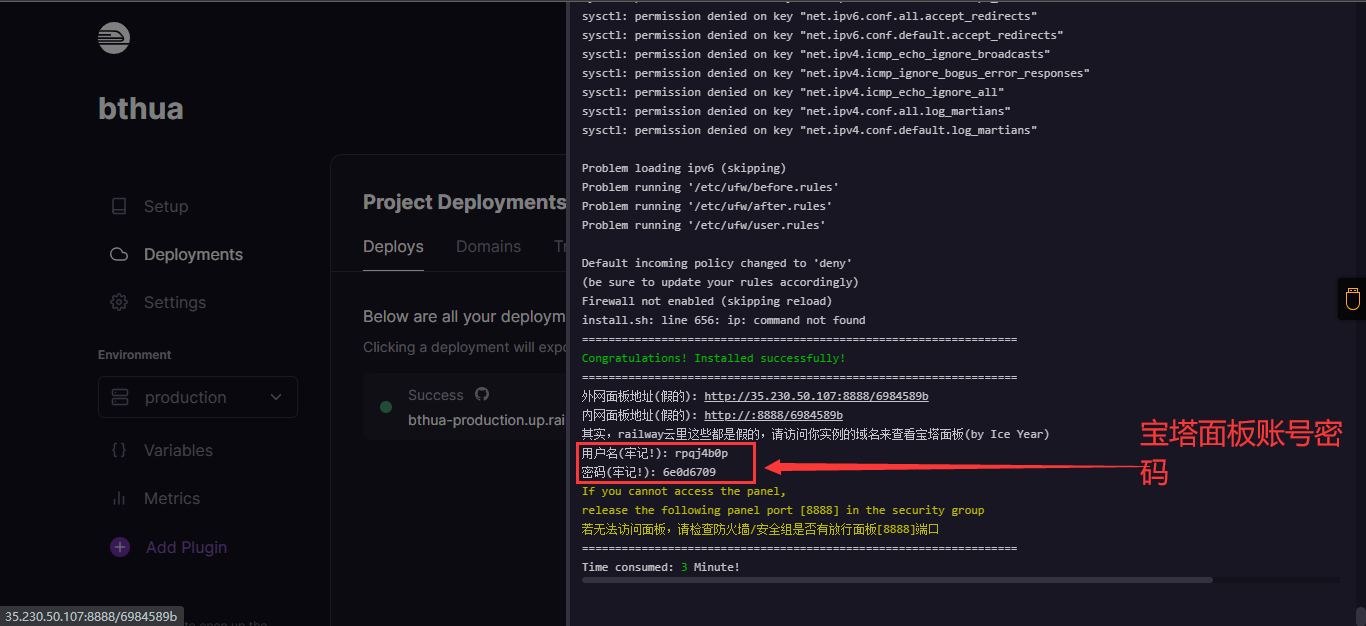 bthua
Setup
Deployments
Settings
Environment
production
Variables
Metrics
Add Plugin
35.230.50.107:8888/6984589b
Project Deployments
Deploys
Domains
Below are all your deploym
Clicking a deployment will expo
Success
bthua-production.up.rai
sysctl: permission denied on key "net.ipv6.conf.all.accept_redirects"
sysctl: permission denied on key "net.ipv6.conf.default.accept_redirects"
sysctl: permission denied on key "net.ipv4.icmp_echo_ignore_broadcasts"
sysctl: permission denied on key "net.ipv4.icmp_ignore_bogus_error_responses"
sysctl: permission denied on key "net.ipv4.icmp_echo_ignore_all"
sysctl: permission denied on key "net.ipv4.conf.all.log_martians"
sysctl: permission denied on key "net.ipv4.conf.default.log_martians"
Problem loading ipv6 (skipping)
Problem running '/etc/ufw/before.rules'
Problem running '/etc/ufw/after.rules'
Problem running '/etc/ufw/user.rules'
Default incoming policy changed to 'deny'
(be sure to update your rules accordingly)
Firewall not enabled (skipping reload)
install.sh: line 656: ip: command not found
==================================================================
Congratulations! Installed successfully!
==================================================================
外网面板地址(假的): http://35.230.50.107:8888/6984589b
内网面板地址(假的): http://:8888/6984589b
其实，railway云里这些都是假的，请访问你实例的域名来查看宝塔面板(by Ice Year)
用户名(牢记!): rpqj4b0p
密码(牢记!): 6e0d6709
If you cannot access the panel,
release the following panel port [8888] in the security group
若无法访问面板，请检查防火墙/安全组是否有放行面板[8888]端口
==================================================================
Time consumed: 3 Minute!
宝塔面板账号密
码